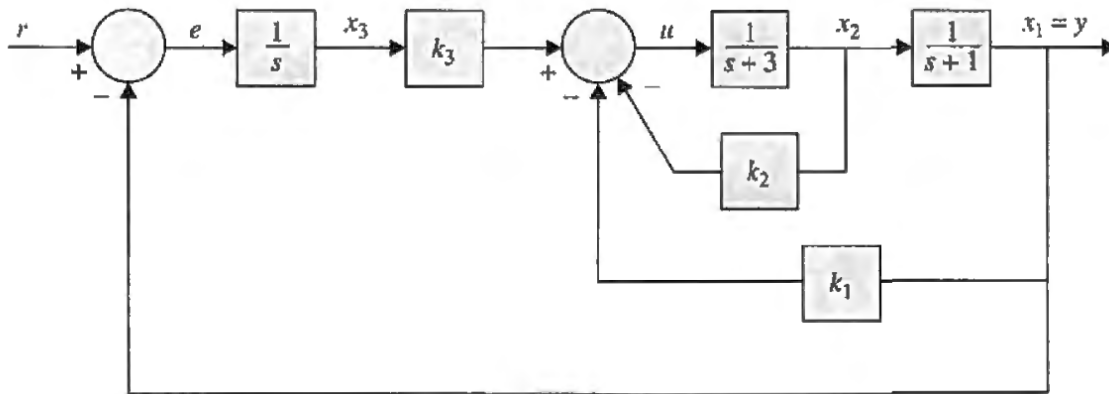 r
+
−
e
1/s
x₃
k₃
+
−
−
u
1/(s + 3)
x₂
1/(s + 1)
x₁ = y
k₂
k₁